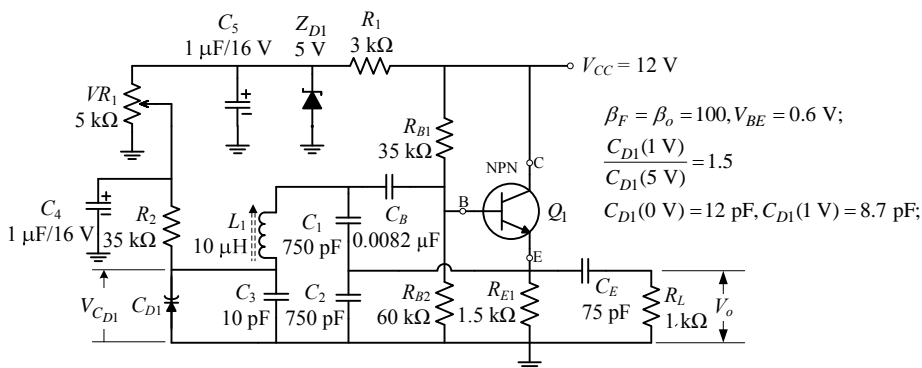 C5
1 μF/16 V
ZD1
5 V
R1
3 kΩ
VCC = 12 V
VR1
5 kΩ
+
−
RB1
35 kΩ
βF = βo = 100, VBE = 0.6 V;
CD1(1 V)
CD1(5 V)
= 1.5
CD1(0 V) = 12 pF, CD1(1 V) = 8.7 pF;
NPN
C
B
E
Q1
C4
1 μF/16 V
+
−
R2
35 kΩ
L1
10 μH
C1
750 pF
CB
0.0082 μF
VCD1
CD1
C3
10 pF
C2
750 pF
RB2
60 kΩ
RE1
1.5 kΩ
CE
75 pF
RL
1 kΩ
Vo